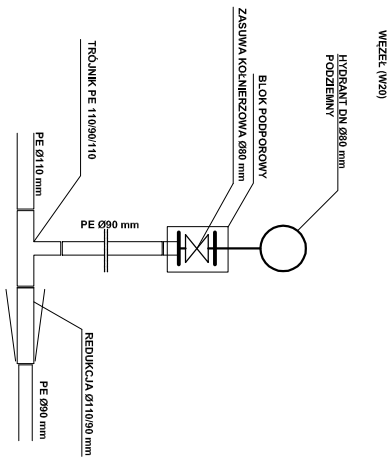 WĘZEŁ (W20)
HYDRANT DN Ø80 mm
PODZIEMNY
BLOK PODPOROWY
ZASUWA KOŁNIERZOWA Ø80 mm
TRÓJNIK PE 110/90/110
PE Ø110 mm
PE Ø90 mm
REDUKCJA Ø110/90 mm
PE Ø90 mm